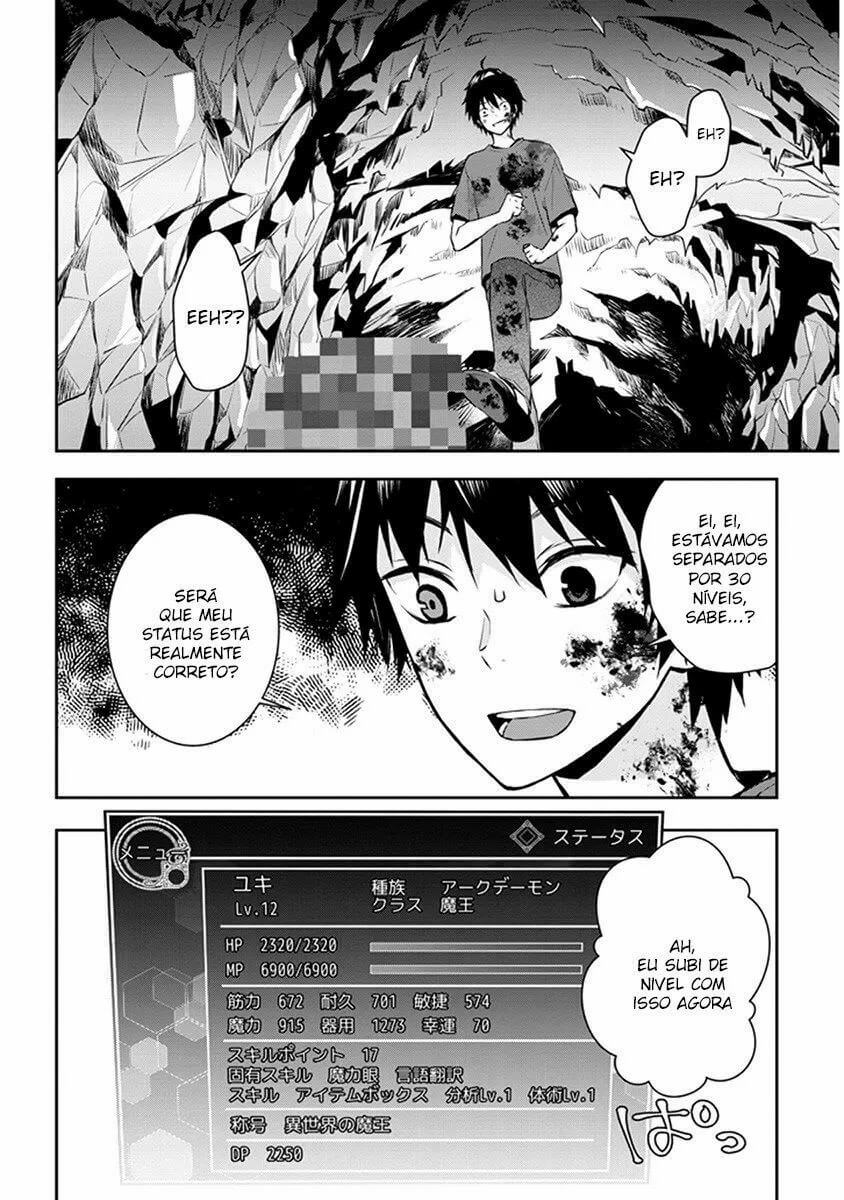 EH?
EH?
EEH??
EI, EI,
ESTÁVAMOS
SEPARADOS
POR 30
NÍVEIS,
SABE...?
SERÁ
QUE MEU
STATUS ESTÁ
REALMENTE
CORRETO?
AH,
EU SUBI DE
NIVEL COM
ISSO AGORA
メニュー
ステータス
ユキ 種族 アークデーモン
Lv.12 クラス 魔王
HP 2320/2320
MP 6900/6900
筋力 672 耐久 701 敏捷 574
魔力 915 器用 1273 幸運 70
スキルポイント 17
固有スキル 魔力眼 言語翻訳
スキル アイテムボックス 分析Lv.1 体術Lv.1
称号 異世界の魔王
DP 2250
ぱっ